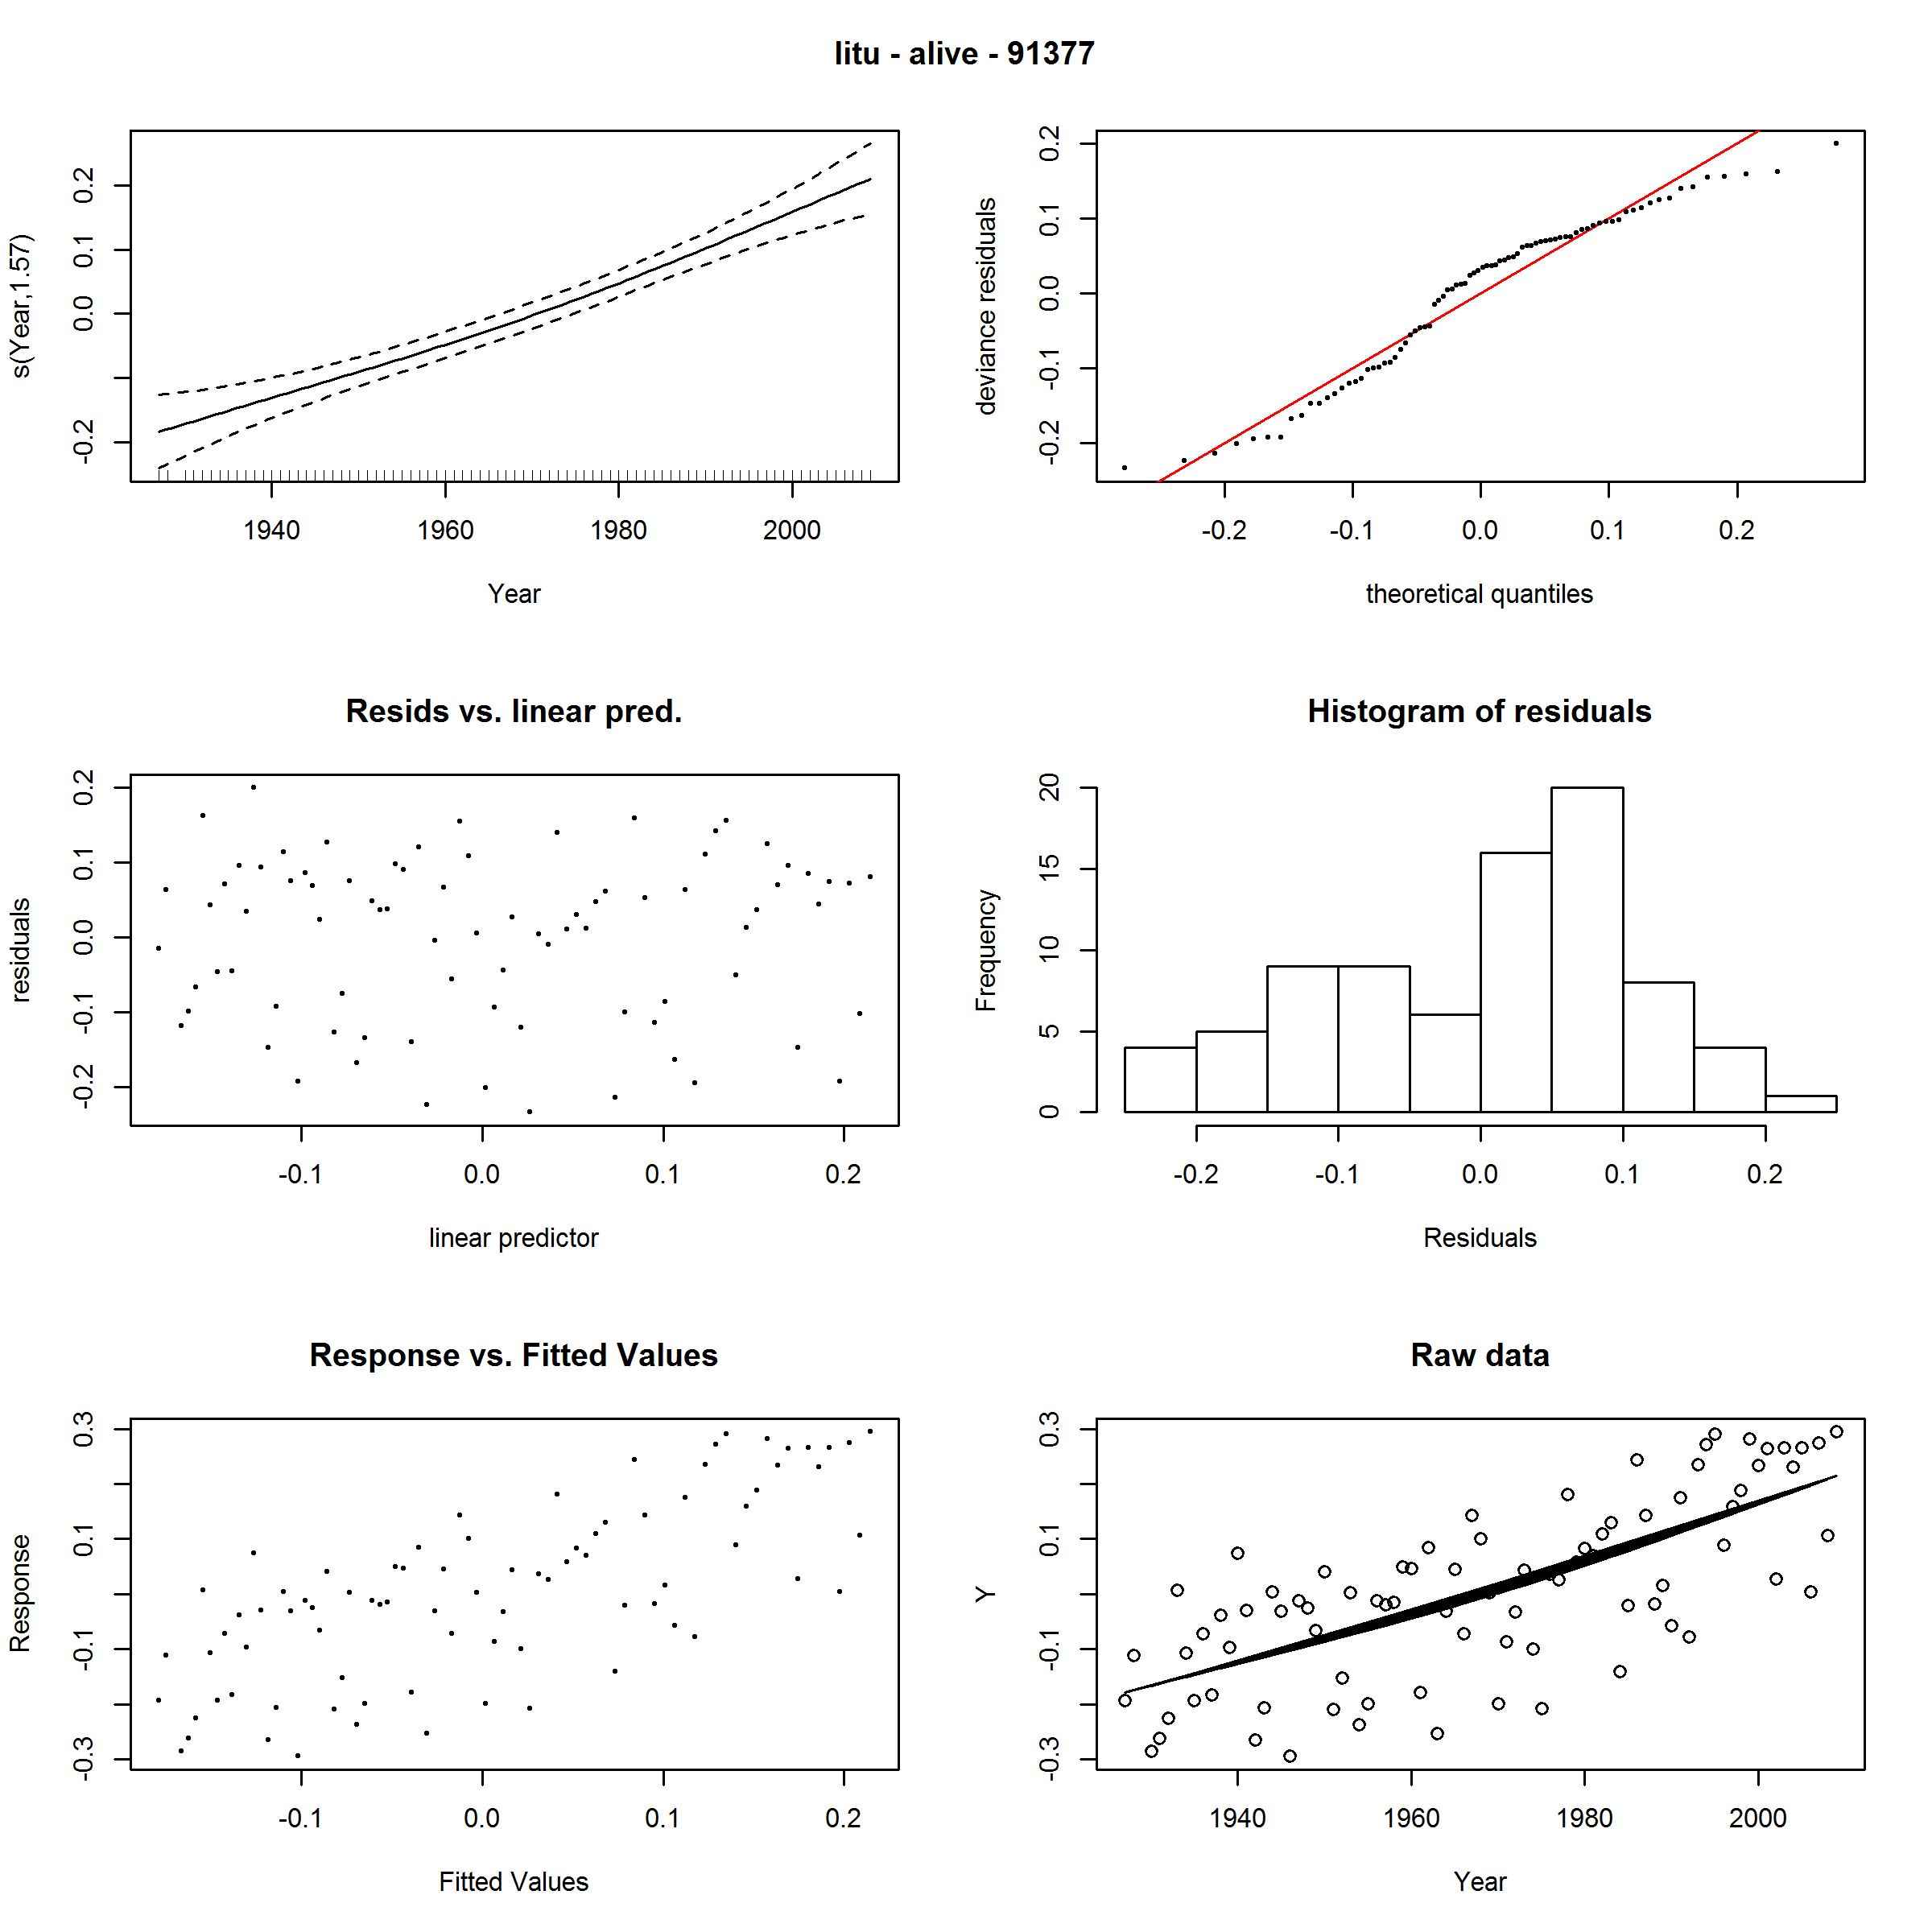 litu - alive - 91377
s(Year,1.57)
-0.2 0.0 0.1 0.2
1940 1960 1980 2000
Year
deviance residuals
-0.2 -0.1 0.0 0.1 0.2
-0.2 -0.1 0.0 0.1 0.2
theoretical quantiles
Resids vs. linear pred.
residuals
-0.2 -0.1 0.0 0.1 0.2
-0.1 0.0 0.1 0.2
linear predictor
Histogram of residuals
Frequency
0 5 10 15 20
-0.2 -0.1 0.0 0.1 0.2
Residuals
Response vs. Fitted Values
Response
-0.3 -0.1 0.1 0.3
-0.1 0.0 0.1 0.2
Fitted Values
Raw data
Y
-0.3 -0.1 0.1 0.3
1940 1960 1980 2000
Year